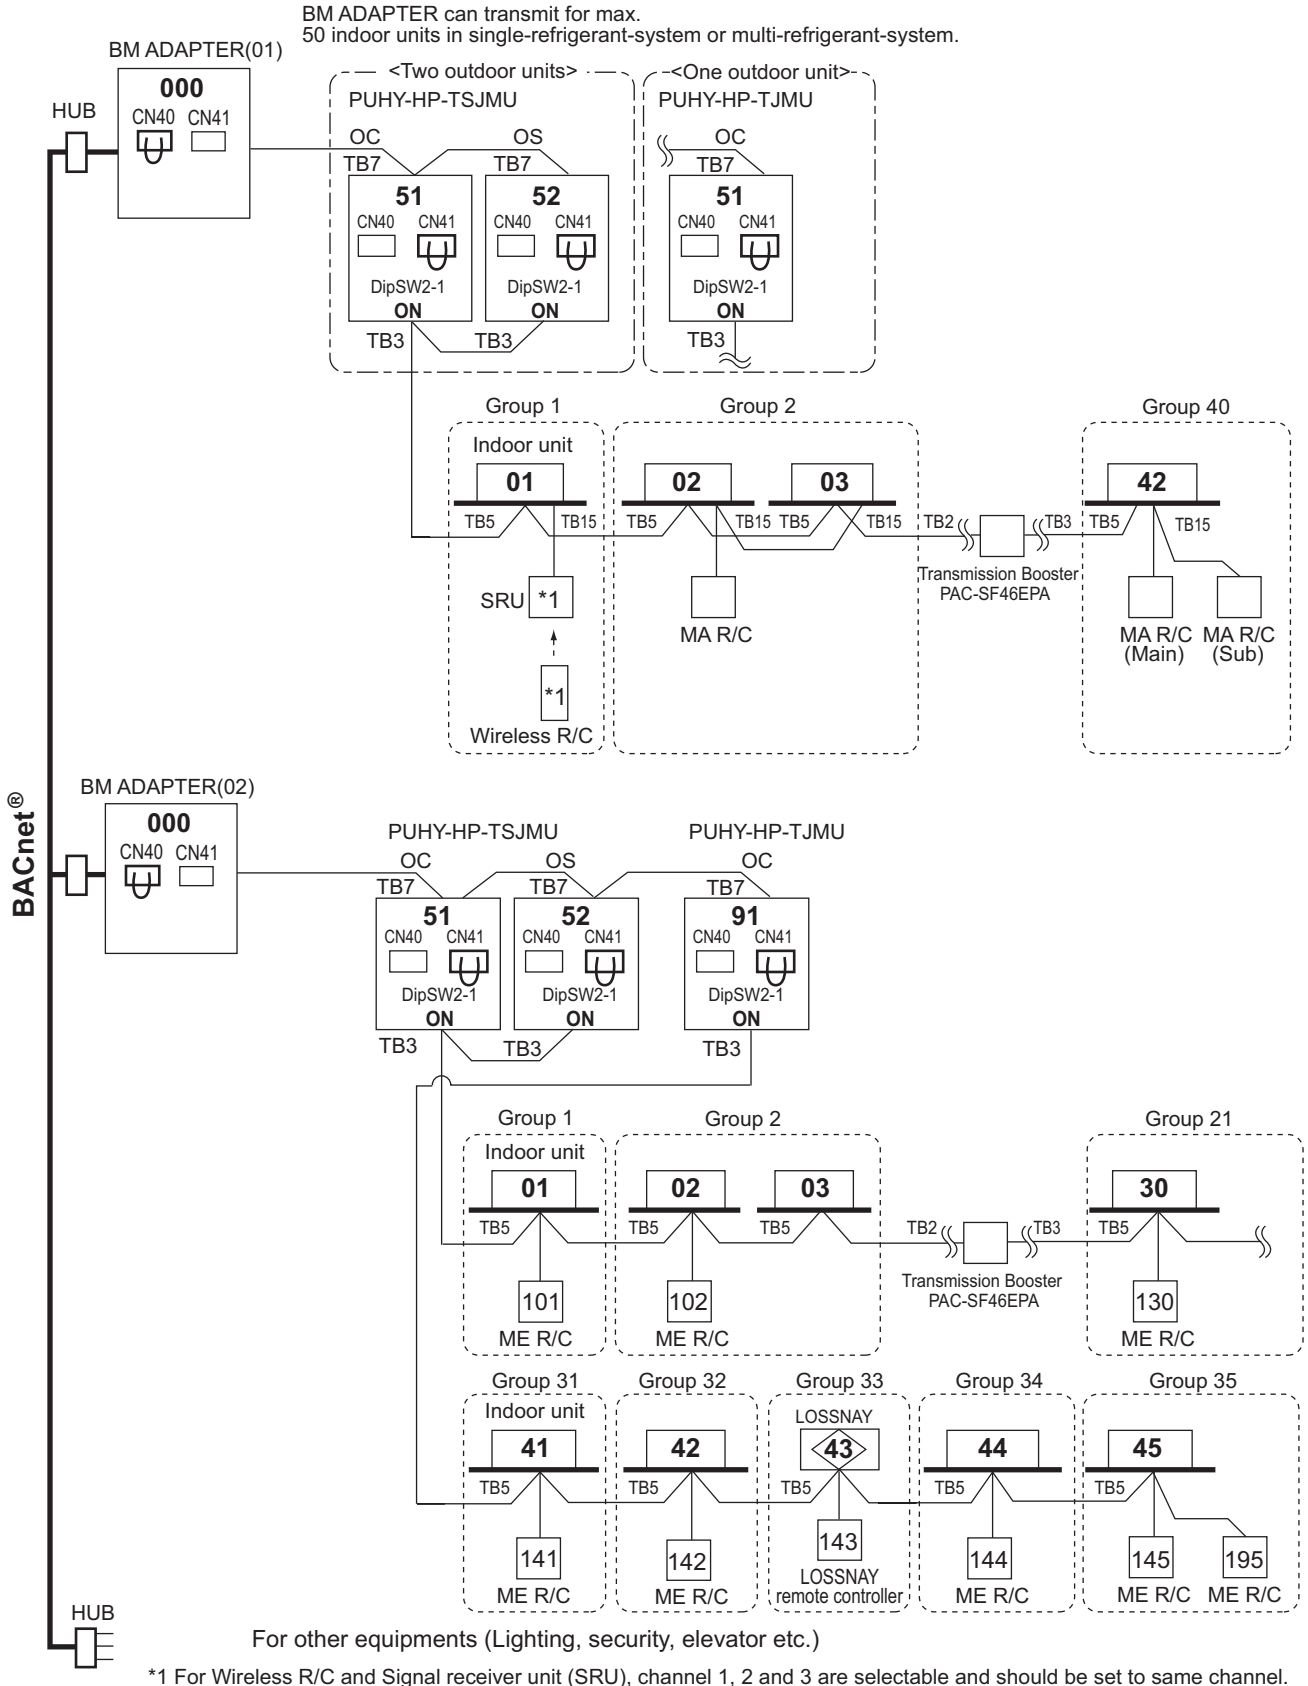 BM ADAPTER can transmit for max.
50 indoor units in single-refrigerant-system or multi-refrigerant-system.
BM ADAPTER(01)
000
CN40 CN41
HUB
<Two outdoor units>
PUHY-HP-TSJMU
<One outdoor unit>
PUHY-HP-TJMU
OC
TB7
OS
TB7
OC
TB7
51
CN40 CN41
DipSW2-1
ON
52
CN40 CN41
DipSW2-1
ON
51
CN40 CN41
DipSW2-1
ON
TB3
TB3
TB3
Group 1
Group 2
Group 40
Indoor unit
01
02
03
42
TB5
TB15
TB5
TB15
TB5
TB15
TB2
TB3
TB5
TB15
Transmission Booster
PAC-SF46EPA
SRU
*1
MA R/C
MA R/C
(Main)
MA R/C
(Sub)
*1
Wireless R/C
BACnet®
BM ADAPTER(02)
000
CN40 CN41
PUHY-HP-TSJMU
PUHY-HP-TJMU
OC
TB7
OS
TB7
OC
TB7
51
CN40 CN41
DipSW2-1
ON
52
CN40 CN41
DipSW2-1
ON
91
CN40 CN41
DipSW2-1
ON
TB3
TB3
TB3
Group 1
Group 2
Group 21
Indoor unit
01
02
03
30
TB5
TB5
TB5
TB2
TB3
TB5
Transmission Booster
PAC-SF46EPA
101
ME R/C
102
ME R/C
130
ME R/C
Group 31
Group 32
Group 33
Group 34
Group 35
Indoor unit
LOSSNAY
41
42
43
44
45
TB5
TB5
TB5
TB5
TB5
141
ME R/C
142
ME R/C
143
LOSSNAY
remote controller
144
ME R/C
145
ME R/C
195
ME R/C
HUB
For other equipments (Lighting, security, elevator etc.)
*1 For Wireless R/C and Signal receiver unit (SRU), channel 1, 2 and 3 are selectable and should be set to same channel.